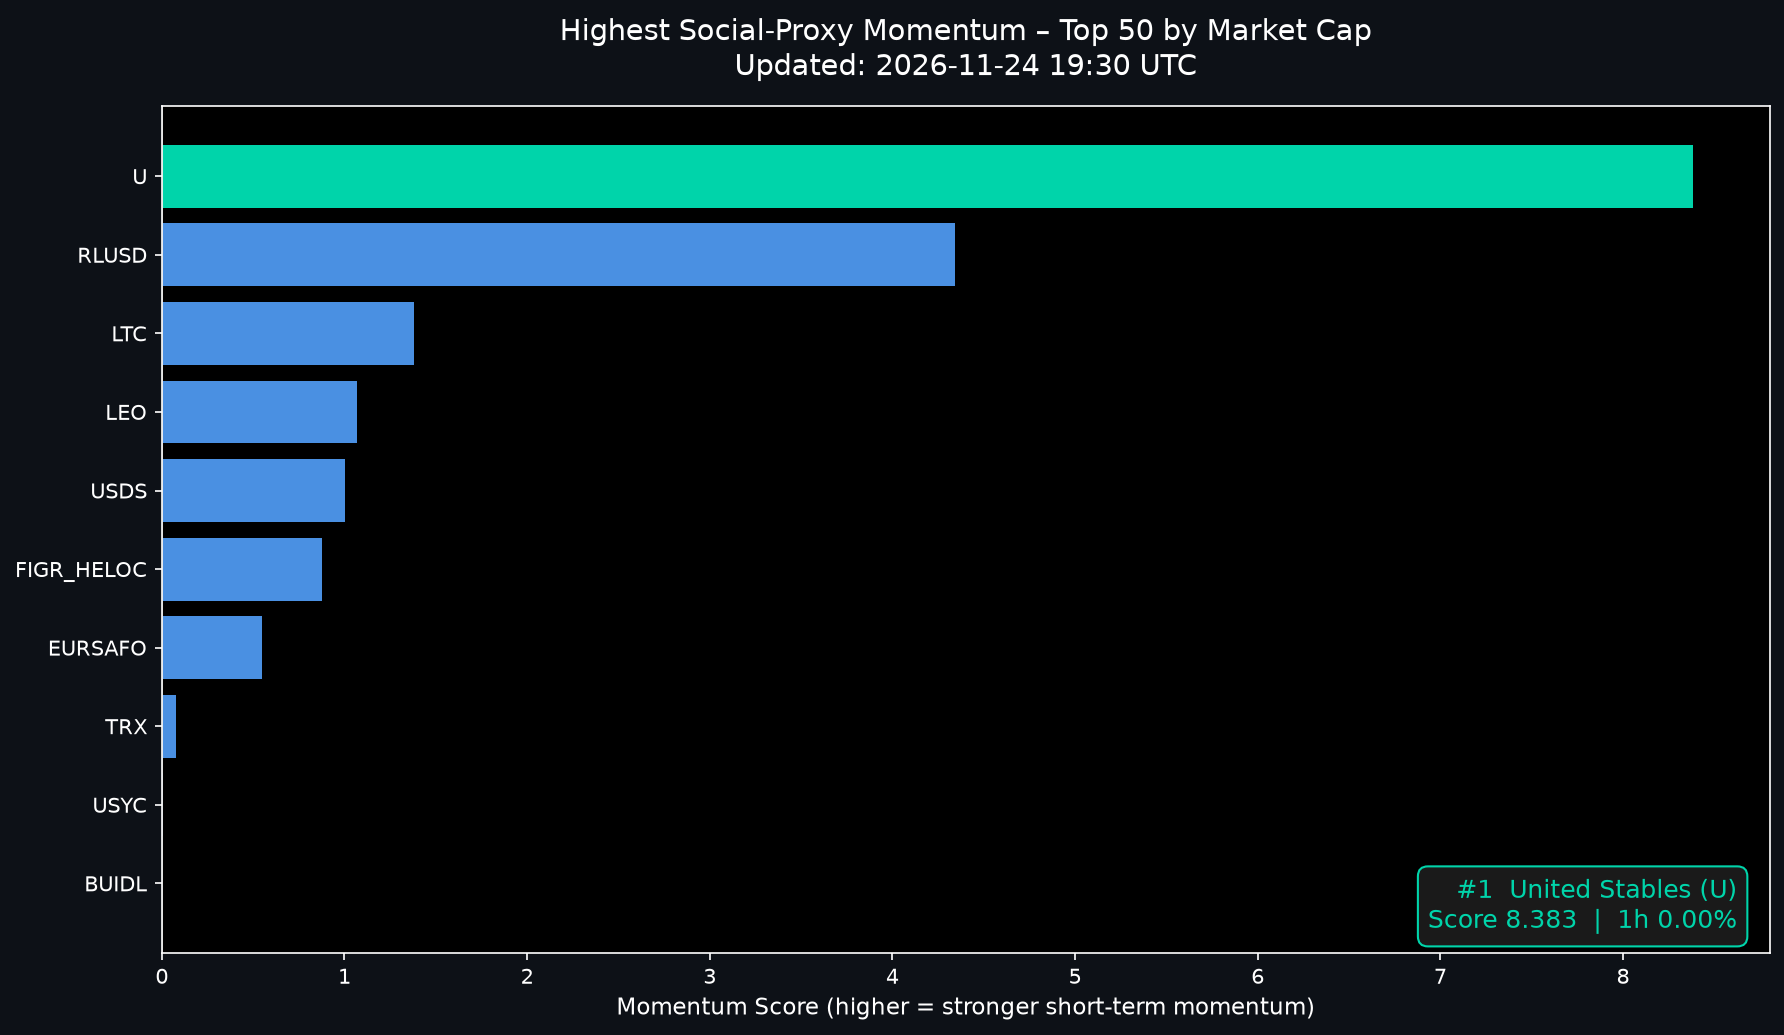 Highest Social-Proxy Momentum – Top 50 by Market Cap
Updated: 2026-11-24 19:30 UTC
U
RLUSD
LTC
LEO
USDS
FIGR_HELOC
EURSAFO
TRX
USYC
BUIDL
#1 United Stables (U)
Score 8.383 | 1h 0.00%
0 1 2 3 4 5 6 7 8
Momentum Score (higher = stronger short-term momentum)